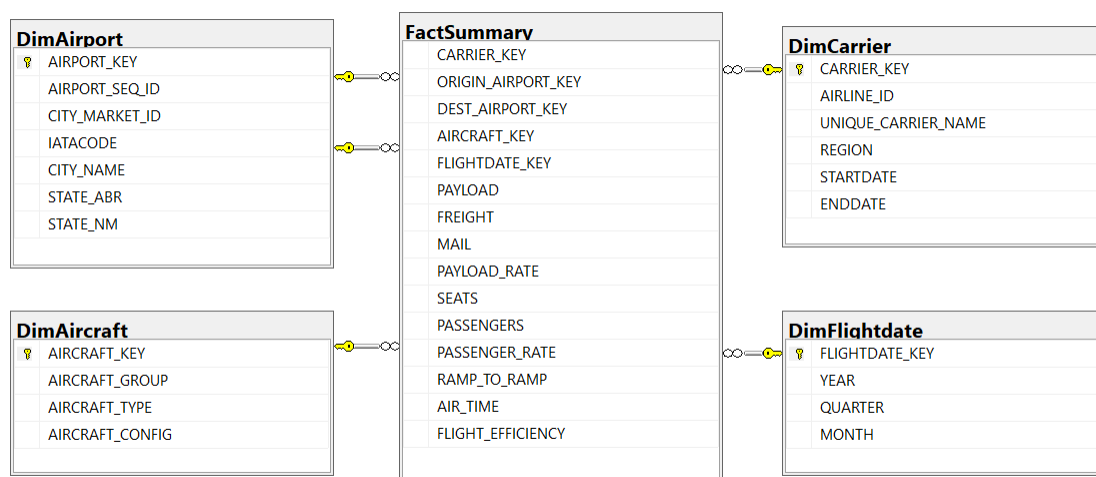 DimAirport
AIRPORT_KEY
AIRPORT_SEQ_ID
CITY_MARKET_ID
IATACODE
CITY_NAME
STATE_ABR
STATE_NM
DimAircraft
AIRCRAFT_KEY
AIRCRAFT_GROUP
AIRCRAFT_TYPE
AIRCRAFT_CONFIG
FactSummary
CARRIER_KEY
ORIGIN_AIRPORT_KEY
DEST_AIRPORT_KEY
AIRCRAFT_KEY
FLIGHTDATE_KEY
PAYLOAD
FREIGHT
MAIL
PAYLOAD_RATE
SEATS
PASSENGERS
PASSENGER_RATE
RAMP_TO_RAMP
AIR_TIME
FLIGHT_EFFICIENCY
DimCarrier
CARRIER_KEY
AIRLINE_ID
UNIQUE_CARRIER_NAME
REGION
STARTDATE
ENDDATE
DimFlightdate
FLIGHTDATE_KEY
YEAR
QUARTER
MONTH